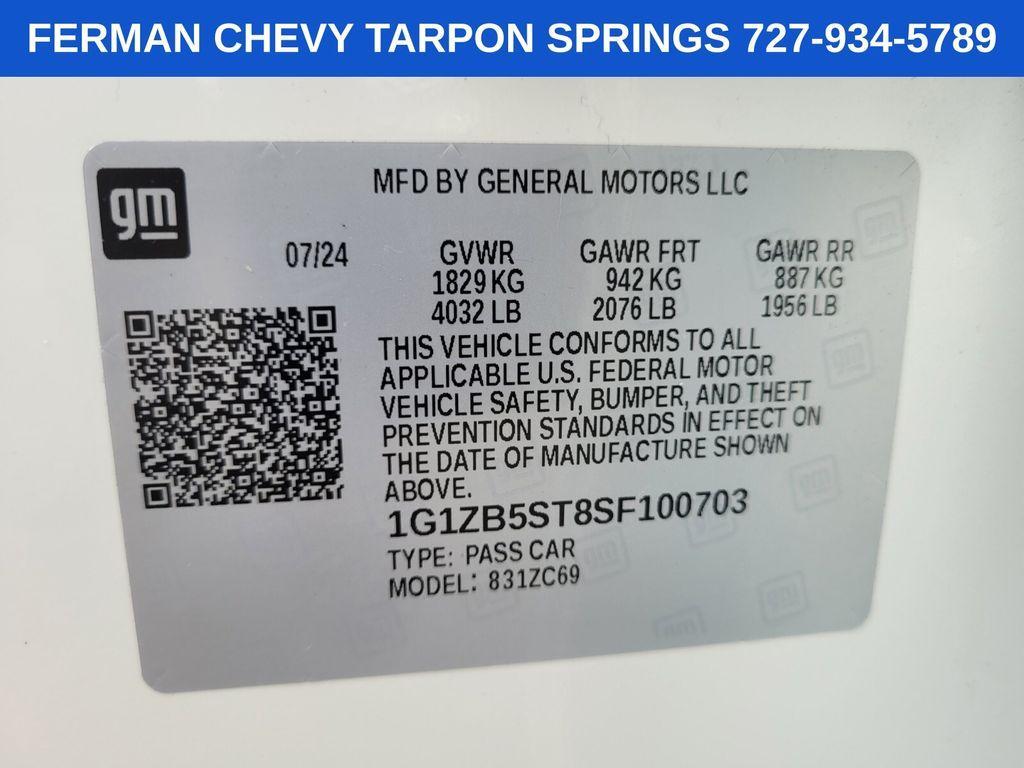 FERMAN CHEVY TARPON SPRINGS 727-934-5789
gm
MFD BY GENERAL MOTORS LLC
07/24 GVWR GAWR FRT GAWR RR
1829 KG 942 KG 887 KG
4032 LB 2076 LB 1956 LB
THIS VEHICLE CONFORMS TO ALL
APPLICABLE U.S. FEDERAL MOTOR
VEHICLE SAFETY, BUMPER, AND THEFT
PREVENTION STANDARDS IN EFFECT ON
THE DATE OF MANUFACTURE SHOWN
ABOVE.
1G1ZB5ST8SF100703
TYPE: PASS CAR
MODEL: 831ZC69